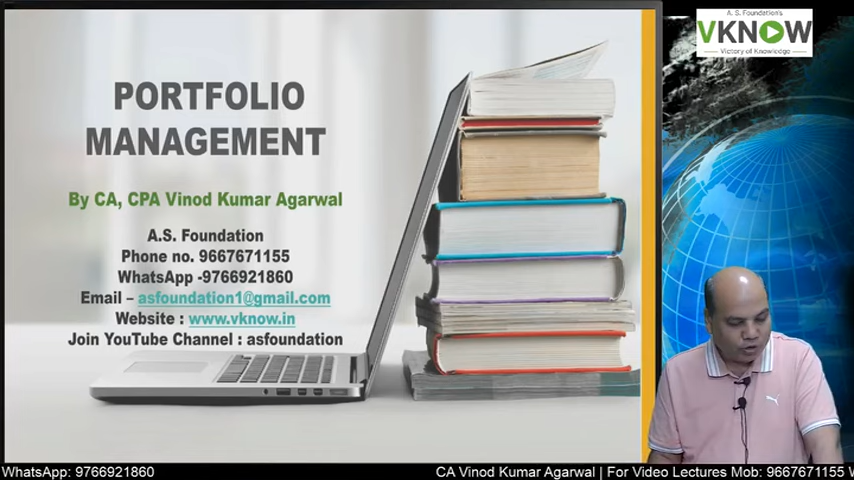 PORTFOLIO
MANAGEMENT
By CA, CPA Vinod Kumar Agarwal
A.S. Foundation
Phone no. 9667671155
WhatsApp -9766921860
Email – asfoundation1@gmail.com
Website : www.vknow.in
Join YouTube Channel : asfoundation
A. S. Foundation's
VKNOW
Victory of Knowledge
WhatsApp: 9766921860
CA Vinod Kumar Agarwal | For Video Lectures Mob: 9667671155 W